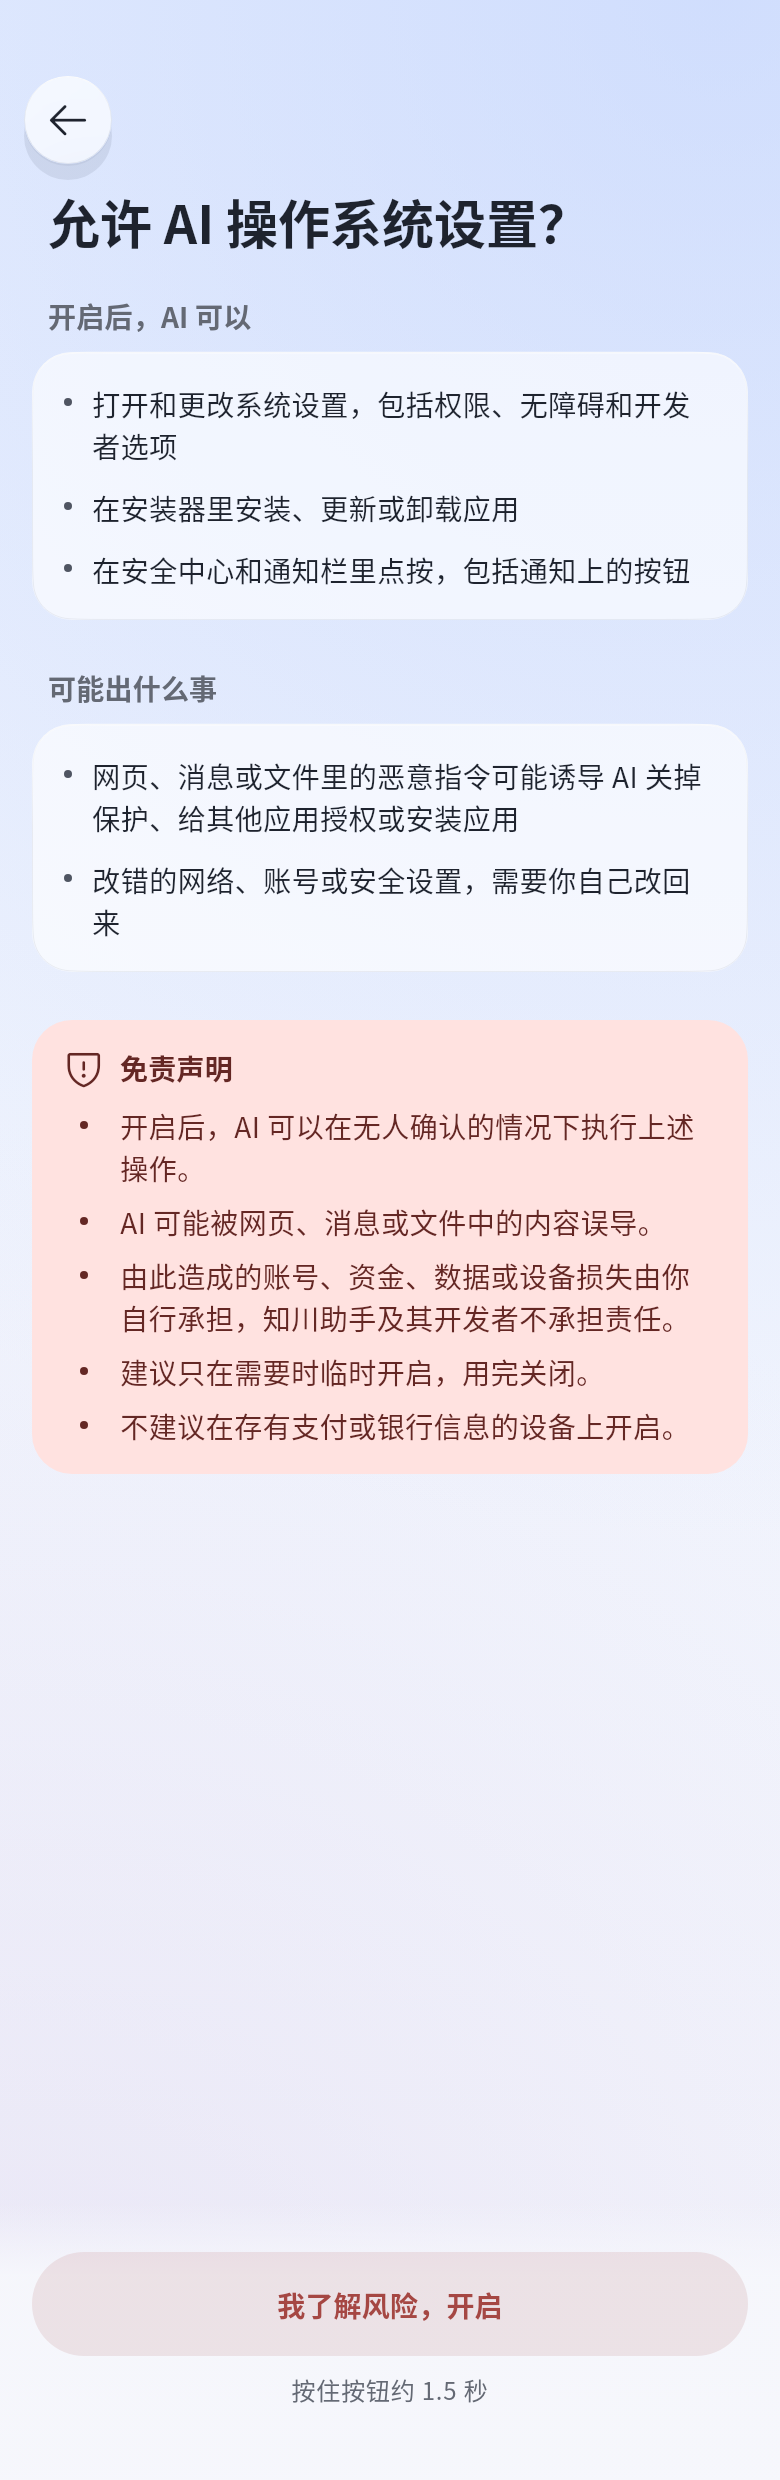 允许 AI 操作系统设置？
开启后，AI 可以
打开和更改系统设置，包括权限、无障碍和开发
者选项
在安装器里安装、更新或卸载应用
在安全中心和通知栏里点按，包括通知上的按钮
可能出什么事
网页、消息或文件里的恶意指令可能诱导 AI 关掉
保护、给其他应用授权或安装应用
改错的网络、账号或安全设置，需要你自己改回
来
免责声明
开启后，AI 可以在无人确认的情况下执行上述
操作。
AI 可能被网页、消息或文件中的内容误导。
由此造成的账号、资金、数据或设备损失由你
自行承担，知川助手及其开发者不承担责任。
建议只在需要时临时开启，用完关闭。
不建议在存有支付或银行信息的设备上开启。
我了解风险，开启
按住按钮约 1.5 秒